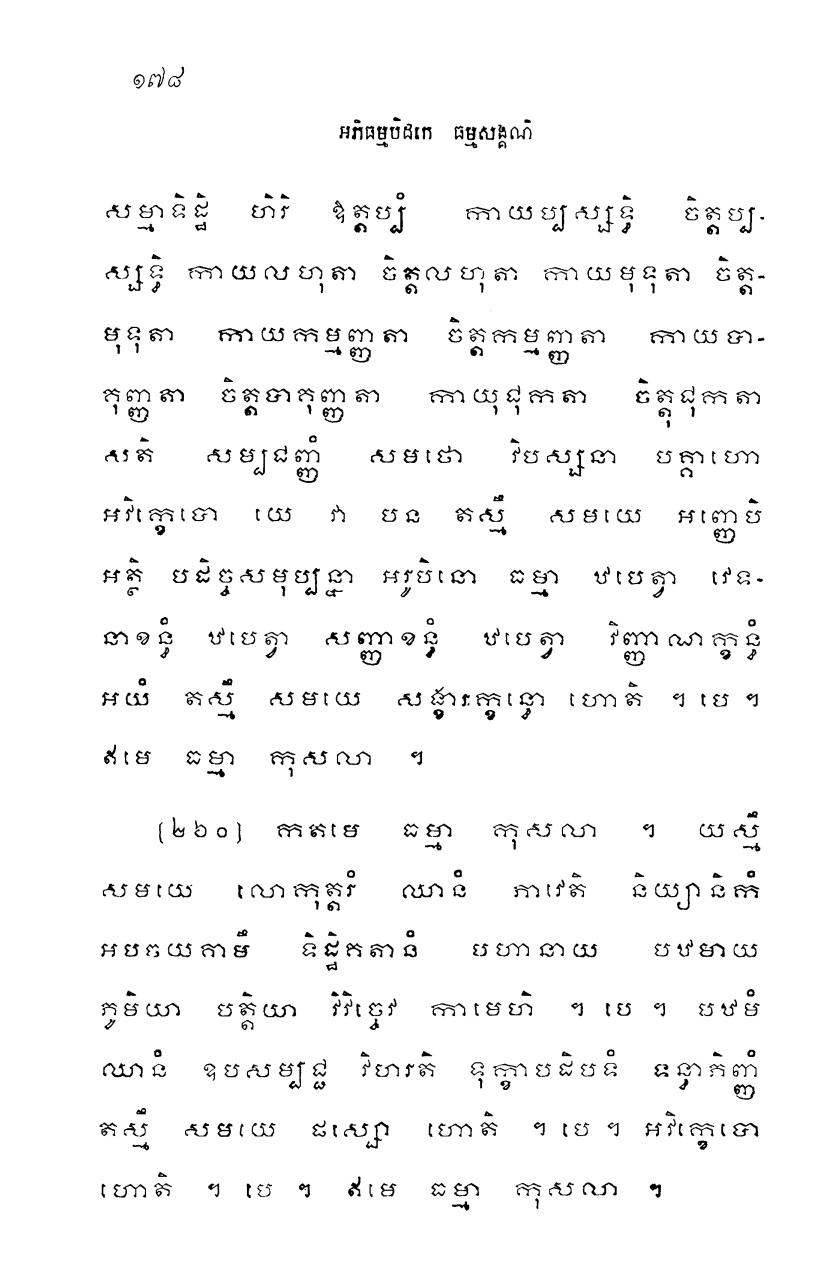 ១៧៨
អភិធម្មបិដកេ ធម្មសង្គណិ
សម្មាទិដ្ឋិ ហិរិ ឱត្តប្បំ កាយប្បស្សទ្ធិ ចិត្តប្ប-
ស្សទ្ធិ កាយលហុតា ចិត្តលហុតា កាយមុទុតា ចិត្ត-
មុទុតា កាយកម្មញ្ញតា ចិត្តកម្មញ្ញតា កាយបា-
គុញ្ញតា ចិត្តបាគុញ្ញតា កាយុជុកតា ចិត្តុជុកតា
សតិ សម្បជញ្ញំ សមថោ វិបស្សនា បគ្គាហោ
អវិក្ខេបោ យេ វា បន តស្មឹ សមយេ អញ្ញេបិ
អត្ថិ បដិច្ចសមុប្បន្នា អរូបិនោ ធម្មា ឋបេត្វា វេទ-
នាខន្ធំ ឋបេត្វា សញ្ញាខន្ធំ ឋបេត្វា វិញ្ញាណក្ខន្ធំ
អយំ តស្មឹ សមយេ សង្ខារក្ខន្ធោ ហោតិ ។ បេ ។
ឥមេ ធម្មា កុសលា ។
[២៦០] កតមេ ធម្មា កុសលា ។ យស្មឹ
សមយេ លោកុត្តរំ ឈានំ ភាវេតិ និយ្យានិកំ
អបចយគាមឹ ទិដ្ឋិគតានំ បហានាយ បឋមាយ
ភូមិយា បត្តិយា វិវិច្ចេវ កាមេហិ ។ បេ ។ បឋមំ
ឈានំ ឧបសម្បជ្ជ វិហរតិ ទុក្ខាបដិបទំ ទន្ធាភិញ្ញំ
តស្មឹ សមយេ ផស្សោ ហោតិ ។ បេ ។ អវិក្ខេបោ
ហោតិ ។ បេ ។ ឥមេ ធម្មា កុសលា ។